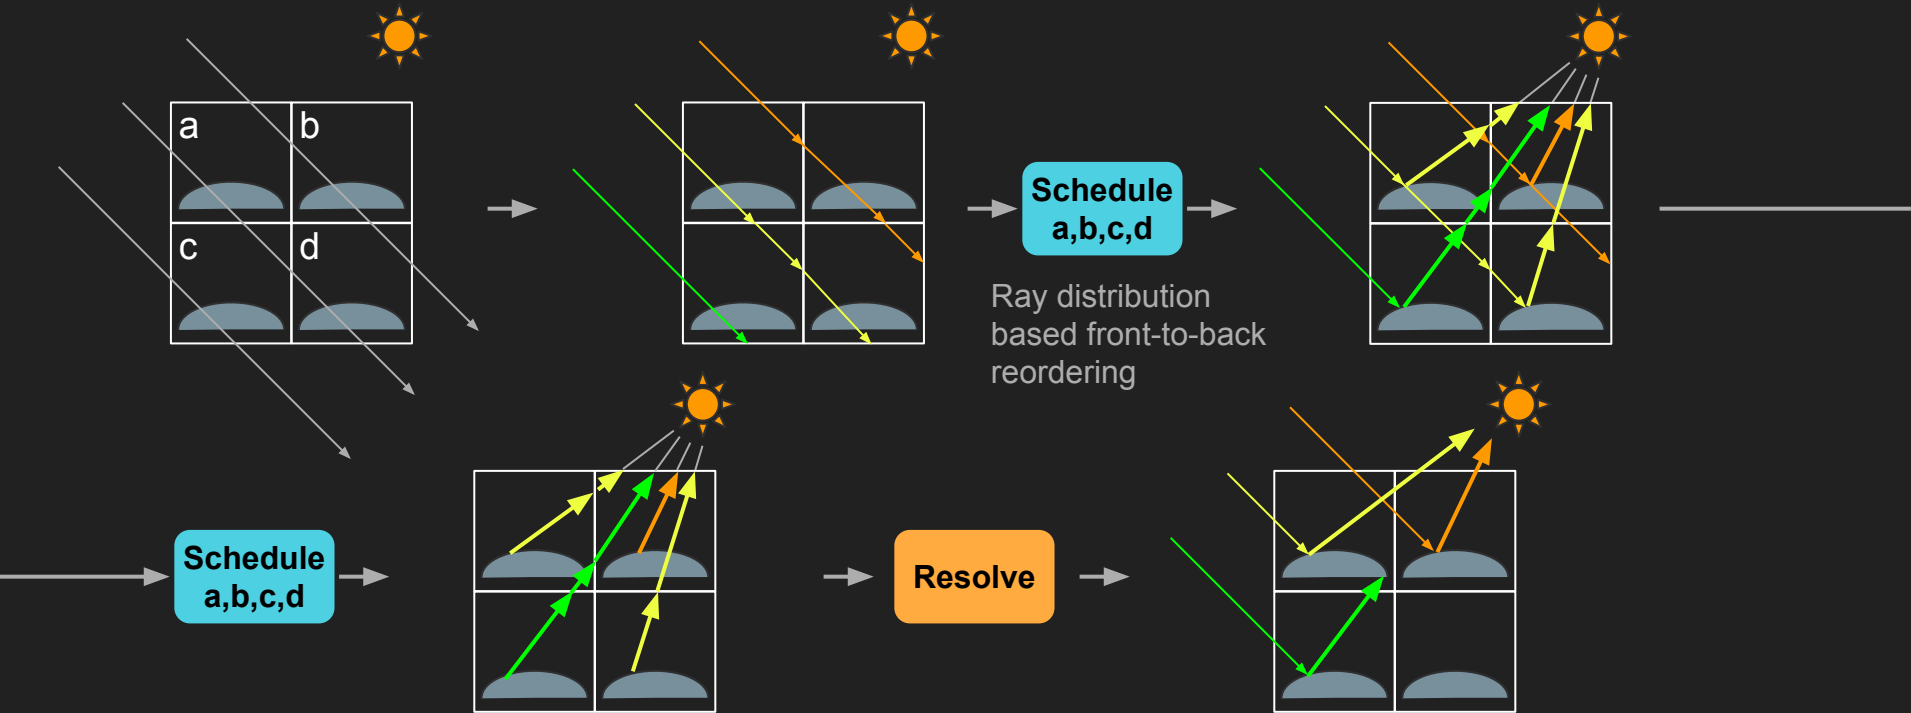 a
b
c
d
Schedule
a,b,c,d
Ray distribution
based front-to-back
reordering
Schedule
a,b,c,d
Resolve